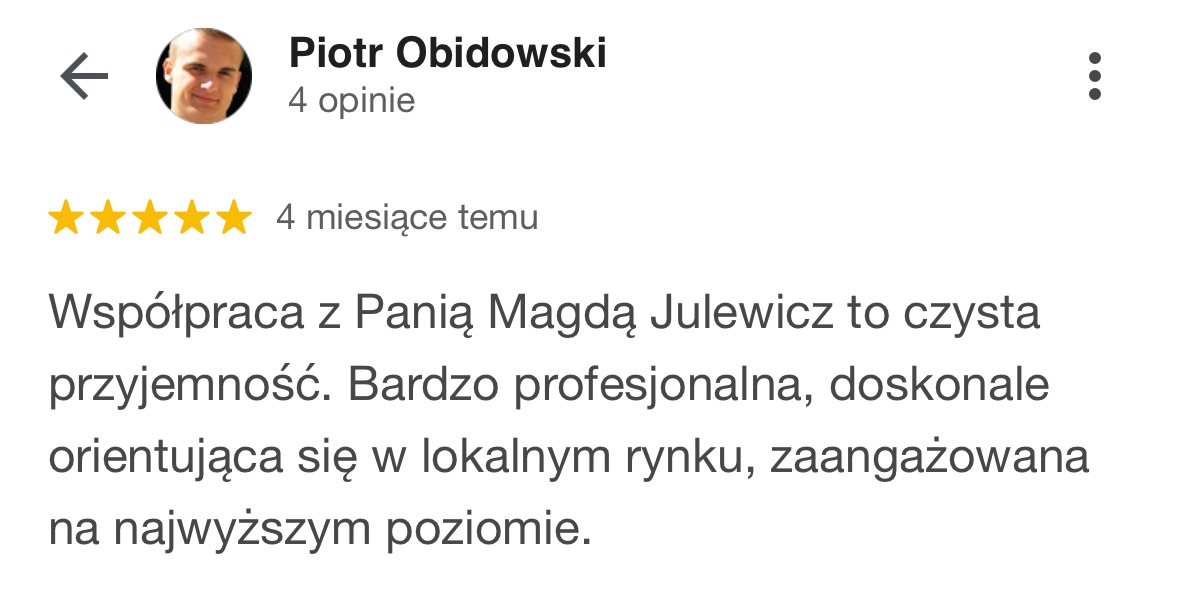 Piotr Obidowski
4 opinie
4 miesiące temu
Współpraca z Panią Magdą Julewicz to czysta
przyjemność. Bardzo profesjonalna, doskonale
orientująca się w lokalnym rynku, zaangażowana
na najwyższym poziomie.